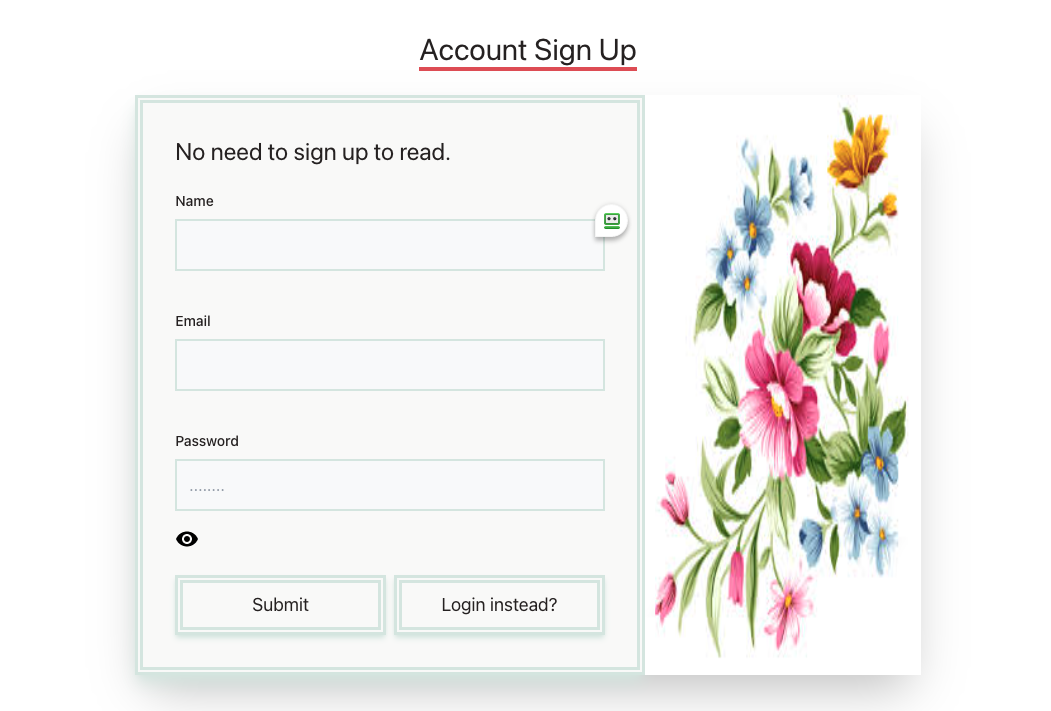 Account Sign Up
No need to sign up to read.
Name
Email
Password
........
Submit
Login instead?